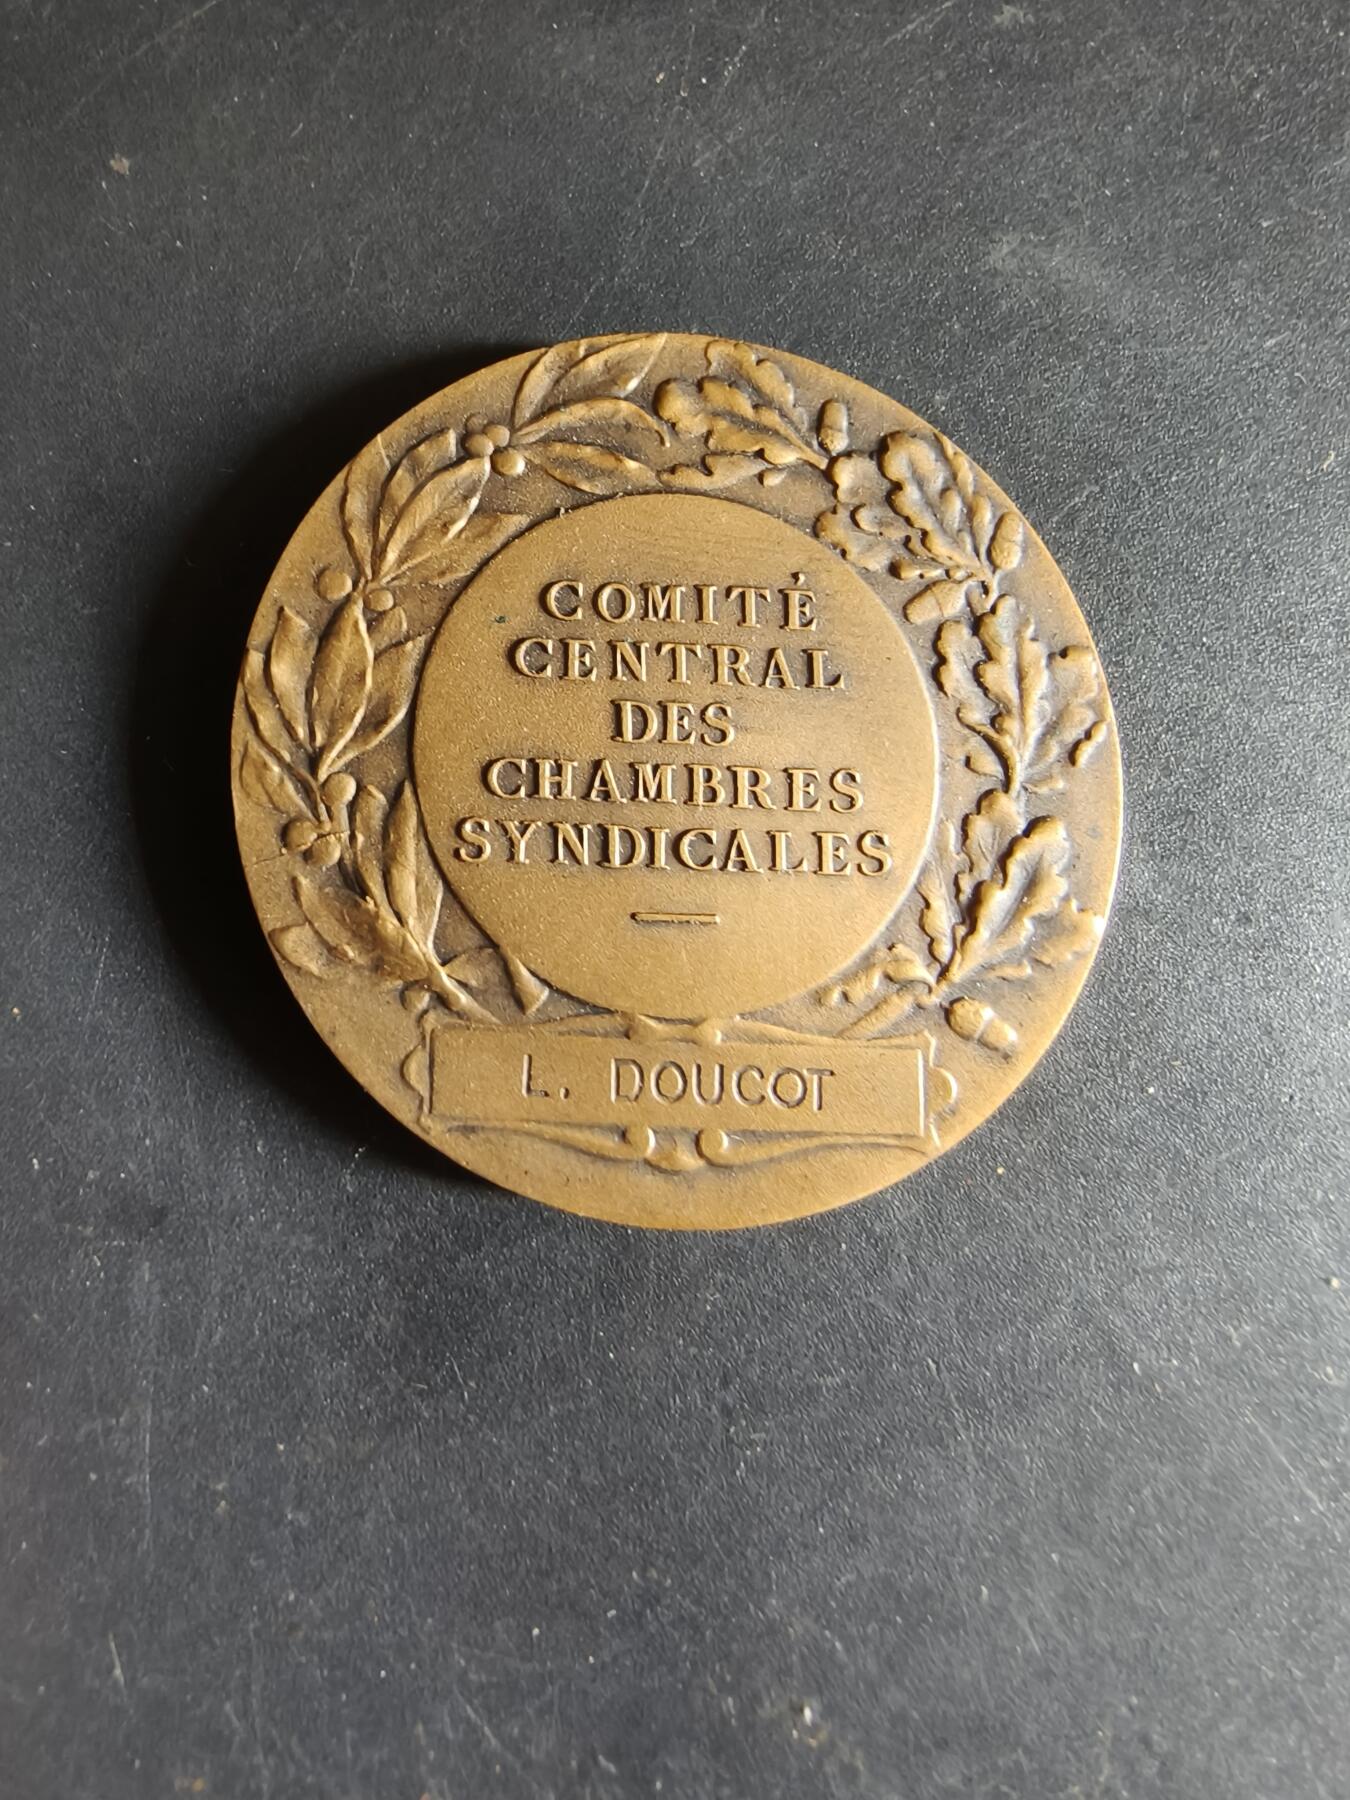 COMITÉ
CENTRAL
DES
CHAMBRES
SYNDICALES
L. DOUCOT